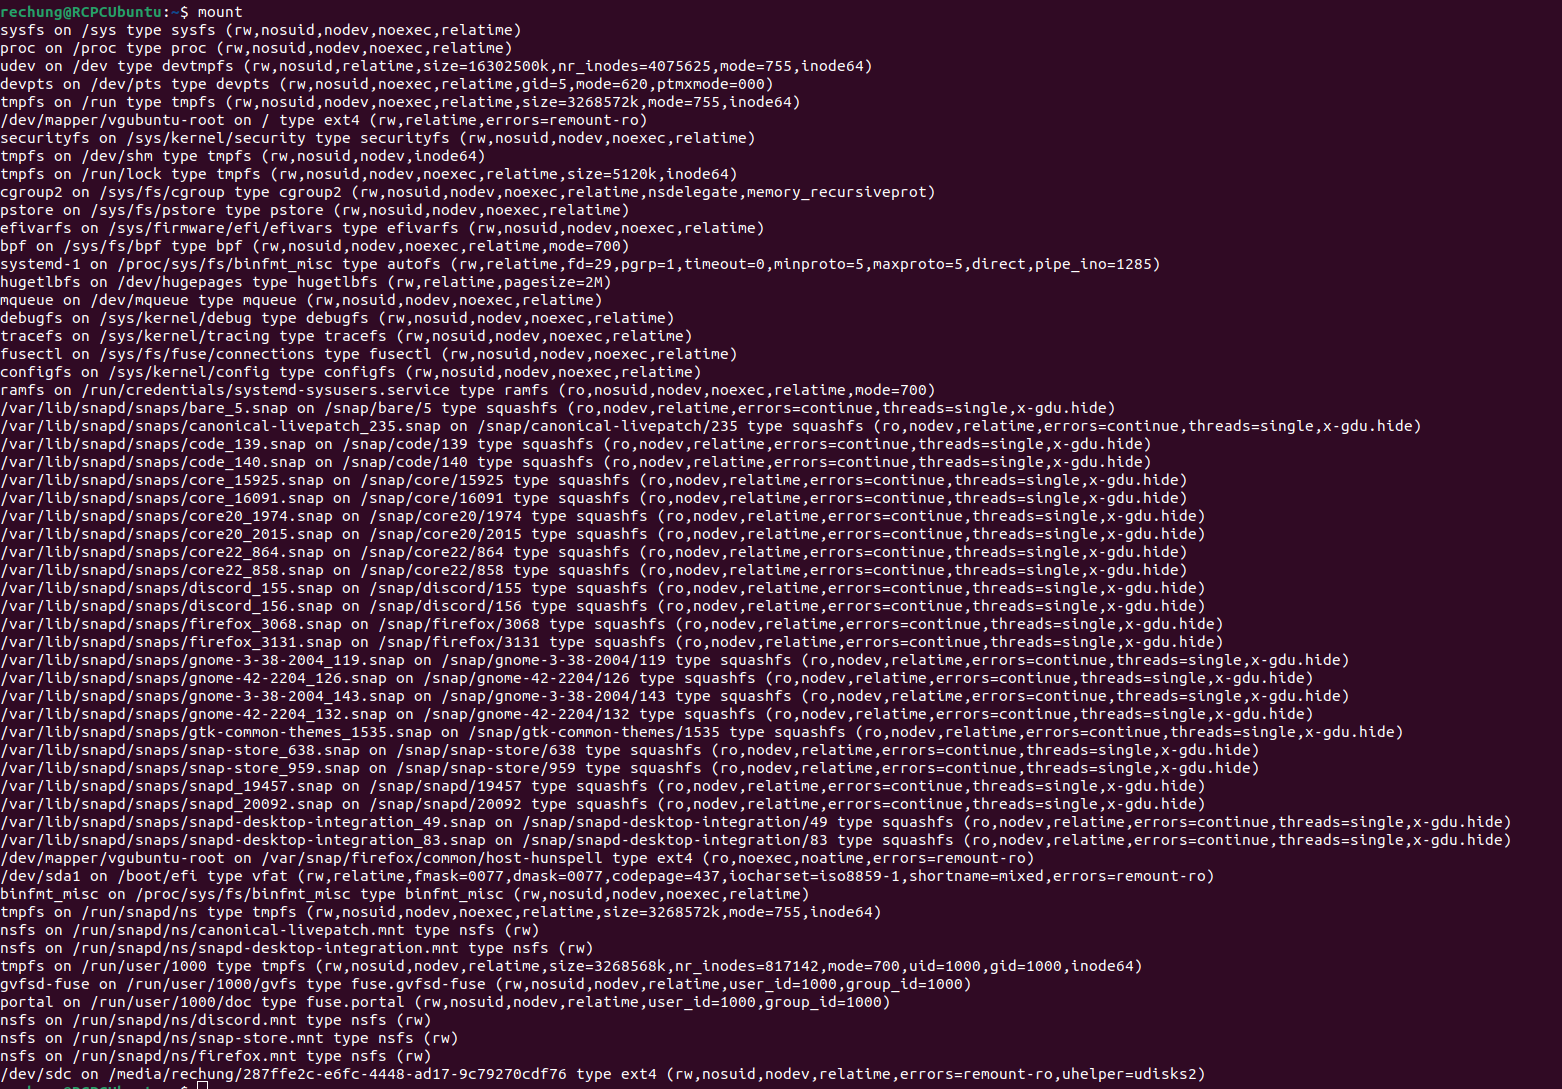 rechung@RCPCUbuntu:~$ mount
sysfs on /sys type sysfs (rw,nosuid,nodev,noexec,relatime)
proc on /proc type proc (rw,nosuid,nodev,noexec,relatime)
udev on /dev type devtmpfs (rw,nosuid,relatime,size=16302500k,nr_inodes=4075625,mode=755,inode64)
devpts on /dev/pts type devpts (rw,nosuid,noexec,relatime,gid=5,mode=620,ptmxmode=000)
tmpfs on /run type tmpfs (rw,nosuid,nodev,noexec,relatime,size=3268572k,mode=755,inode64)
/dev/mapper/vgubuntu-root on / type ext4 (rw,relatime,errors=remount-ro)
securityfs on /sys/kernel/security type securityfs (rw,nosuid,nodev,noexec,relatime)
tmpfs on /dev/shm type tmpfs (rw,nosuid,nodev,inode64)
tmpfs on /run/lock type tmpfs (rw,nosuid,nodev,noexec,relatime,size=5120k,inode64)
cgroup2 on /sys/fs/cgroup type cgroup2 (rw,nosuid,nodev,noexec,relatime,nsdelegate,memory_recursiveprot)
pstore on /sys/fs/pstore type pstore (rw,nosuid,nodev,noexec,relatime)
efivarfs on /sys/firmware/efi/efivars type efivarfs (rw,nosuid,nodev,noexec,relatime)
bpf on /sys/fs/bpf type bpf (rw,nosuid,nodev,noexec,relatime,mode=700)
systemd-1 on /proc/sys/fs/binfmt_misc type autofs (rw,relatime,fd=29,pgrp=1,timeout=0,minproto=5,maxproto=5,direct,pipe_ino=1285)
hugetlbfs on /dev/hugepages type hugetlbfs (rw,relatime,pagesize=2M)
mqueue on /dev/mqueue type mqueue (rw,nosuid,nodev,noexec,relatime)
debugfs on /sys/kernel/debug type debugfs (rw,nosuid,nodev,noexec,relatime)
tracefs on /sys/kernel/tracing type tracefs (rw,nosuid,nodev,noexec,relatime)
fusectl on /sys/fs/fuse/connections type fusectl (rw,nosuid,nodev,noexec,relatime)
configfs on /sys/kernel/config type configfs (rw,nosuid,nodev,noexec,relatime)
ramfs on /run/credentials/systemd-sysusers.service type ramfs (ro,nosuid,nodev,noexec,relatime,mode=700)
/var/lib/snapd/snaps/bare_5.snap on /snap/bare/5 type squashfs (ro,nodev,relatime,errors=continue,threads=single,x-gdu.hide)
/var/lib/snapd/snaps/canonical-livepatch_235.snap on /snap/canonical-livepatch/235 type squashfs (ro,nodev,relatime,errors=continue,threads=single,x-gdu.hide)
/var/lib/snapd/snaps/code_139.snap on /snap/code/139 type squashfs (ro,nodev,relatime,errors=continue,threads=single,x-gdu.hide)
/var/lib/snapd/snaps/code_140.snap on /snap/code/140 type squashfs (ro,nodev,relatime,errors=continue,threads=single,x-gdu.hide)
/var/lib/snapd/snaps/core_15925.snap on /snap/core/15925 type squashfs (ro,nodev,relatime,errors=continue,threads=single,x-gdu.hide)
/var/lib/snapd/snaps/core_16091.snap on /snap/core/16091 type squashfs (ro,nodev,relatime,errors=continue,threads=single,x-gdu.hide)
/var/lib/snapd/snaps/core20_1974.snap on /snap/core20/1974 type squashfs (ro,nodev,relatime,errors=continue,threads=single,x-gdu.hide)
/var/lib/snapd/snaps/core20_2015.snap on /snap/core20/2015 type squashfs (ro,nodev,relatime,errors=continue,threads=single,x-gdu.hide)
/var/lib/snapd/snaps/core22_864.snap on /snap/core22/864 type squashfs (ro,nodev,relatime,errors=continue,threads=single,x-gdu.hide)
/var/lib/snapd/snaps/core22_858.snap on /snap/core22/858 type squashfs (ro,nodev,relatime,errors=continue,threads=single,x-gdu.hide)
/var/lib/snapd/snaps/discord_155.snap on /snap/discord/155 type squashfs (ro,nodev,relatime,errors=continue,threads=single,x-gdu.hide)
/var/lib/snapd/snaps/discord_156.snap on /snap/discord/156 type squashfs (ro,nodev,relatime,errors=continue,threads=single,x-gdu.hide)
/var/lib/snapd/snaps/firefox_3068.snap on /snap/firefox/3068 type squashfs (ro,nodev,relatime,errors=continue,threads=single,x-gdu.hide)
/var/lib/snapd/snaps/firefox_3131.snap on /snap/firefox/3131 type squashfs (ro,nodev,relatime,errors=continue,threads=single,x-gdu.hide)
/var/lib/snapd/snaps/gnome-3-38-2004_119.snap on /snap/gnome-3-38-2004/119 type squashfs (ro,nodev,relatime,errors=continue,threads=single,x-gdu.hide)
/var/lib/snapd/snaps/gnome-42-2204_126.snap on /snap/gnome-42-2204/126 type squashfs (ro,nodev,relatime,errors=continue,threads=single,x-gdu.hide)
/var/lib/snapd/snaps/gnome-3-38-2004_143.snap on /snap/gnome-3-38-2004/143 type squashfs (ro,nodev,relatime,errors=continue,threads=single,x-gdu.hide)
/var/lib/snapd/snaps/gnome-42-2204_132.snap on /snap/gnome-42-2204/132 type squashfs (ro,nodev,relatime,errors=continue,threads=single,x-gdu.hide)
/var/lib/snapd/snaps/gtk-common-themes_1535.snap on /snap/gtk-common-themes/1535 type squashfs (ro,nodev,relatime,errors=continue,threads=single,x-gdu.hide)
/var/lib/snapd/snaps/snap-store_638.snap on /snap/snap-store/638 type squashfs (ro,nodev,relatime,errors=continue,threads=single,x-gdu.hide)
/var/lib/snapd/snaps/snap-store_959.snap on /snap/snap-store/959 type squashfs (ro,nodev,relatime,errors=continue,threads=single,x-gdu.hide)
/var/lib/snapd/snaps/snapd_19457.snap on /snap/snapd/19457 type squashfs (ro,nodev,relatime,errors=continue,threads=single,x-gdu.hide)
/var/lib/snapd/snaps/snapd_20092.snap on /snap/snapd/20092 type squashfs (ro,nodev,relatime,errors=continue,threads=single,x-gdu.hide)
/var/lib/snapd/snaps/snapd-desktop-integration_49.snap on /snap/snapd-desktop-integration/49 type squashfs (ro,nodev,relatime,errors=continue,threads=single,x-gdu.hide)
/var/lib/snapd/snaps/snapd-desktop-integration_83.snap on /snap/snapd-desktop-integration/83 type squashfs (ro,nodev,relatime,errors=continue,threads=single,x-gdu.hide)
/dev/mapper/vgubuntu-root on /var/snap/firefox/common/host-hunspell type ext4 (ro,noexec,noatime,errors=remount-ro)
/dev/sda1 on /boot/efi type vfat (rw,relatime,fmask=0077,dmask=0077,codepage=437,iocharset=iso8859-1,shortname=mixed,errors=remount-ro)
binfmt_misc on /proc/sys/fs/binfmt_misc type binfmt_misc (rw,nosuid,nodev,noexec,relatime)
tmpfs on /run/snapd/ns type tmpfs (rw,nosuid,nodev,noexec,relatime,size=3268572k,mode=755,inode64)
nsfs on /run/snapd/ns/canonical-livepatch.mnt type nsfs (rw)
nsfs on /run/snapd/ns/snapd-desktop-integration.mnt type nsfs (rw)
tmpfs on /run/user/1000 type tmpfs (rw,nosuid,nodev,relatime,size=3268568k,nr_inodes=817142,mode=700,uid=1000,gid=1000,inode64)
gvfsd-fuse on /run/user/1000/gvfs type fuse.gvfsd-fuse (rw,nosuid,nodev,relatime,user_id=1000,group_id=1000)
portal on /run/user/1000/doc type fuse.portal (rw,nosuid,nodev,relatime,user_id=1000,group_id=1000)
nsfs on /run/snapd/ns/discord.mnt type nsfs (rw)
nsfs on /run/snapd/ns/snap-store.mnt type nsfs (rw)
nsfs on /run/snapd/ns/firefox.mnt type nsfs (rw)
/dev/sdc on /media/rechung/287ffe2c-e6fc-4448-ad17-9c79270cdf76 type ext4 (rw,nosuid,nodev,relatime,errors=remount-ro,uhelper=udisks2)
rechung@RCPCUbuntu:~$